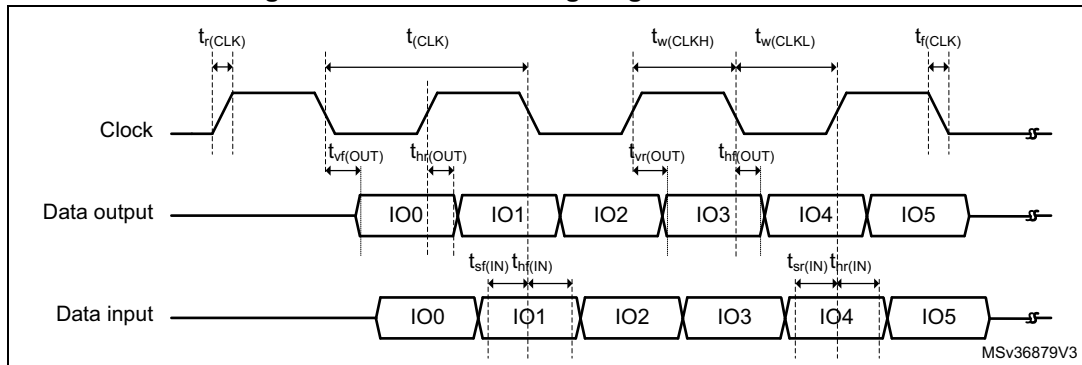 t_r(CLK) t_(CLK) t_w(CLKH) t_w(CLKL) t_f(CLK)
Clock
t_vf(OUT) t_hr(OUT) t_vr(OUT) t_hf(OUT)
Data output IO0 IO1 IO2 IO3 IO4 IO5
t_sf(IN) t_hf(IN) t_sr(IN) t_hr(IN)
Data input IO0 IO1 IO2 IO3 IO4 IO5
MSv36879V3